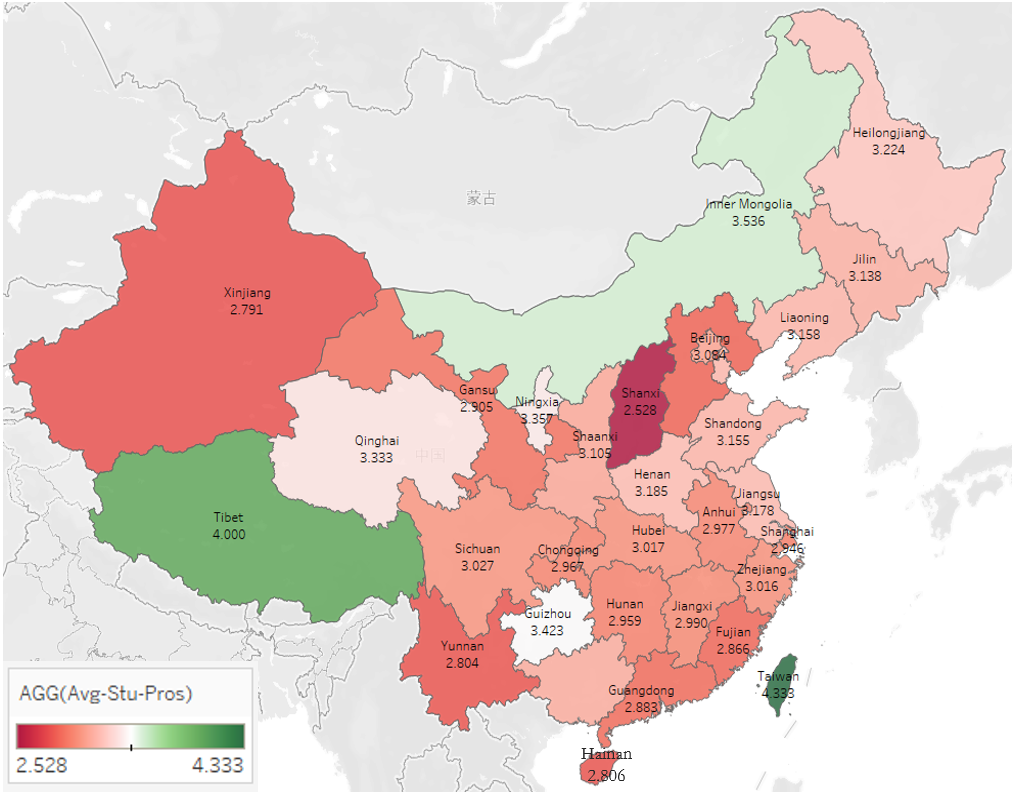 Heilongjiang
3.224
蒙古
Inner Mongolia
3.536
Jilin
3.138
Xinjiang
2.791
Liaoning
3.158
Beijing
3.084
Gansu
2.905
Ningxia
3.357
Shanxi
2.528
Shandong
3.155
Qinghai
3.333
中国
Shaanxi
3.105
Henan
3.185
Jiangsu
3.178
Tibet
4.000
Anhui
2.977
Shanghai
2.946
Hubei
3.017
Sichuan
3.027
Chongqing
2.967
Zhejiang
3.016
Guizhou
3.423
Hunan
2.959
Jiangxi
2.990
Fujian
2.866
Yunnan
2.804
Taiwan
4.333
Guangdong
2.883
Hainan
2.806
AGG(Avg-Stu-Pros)
2.528 4.333